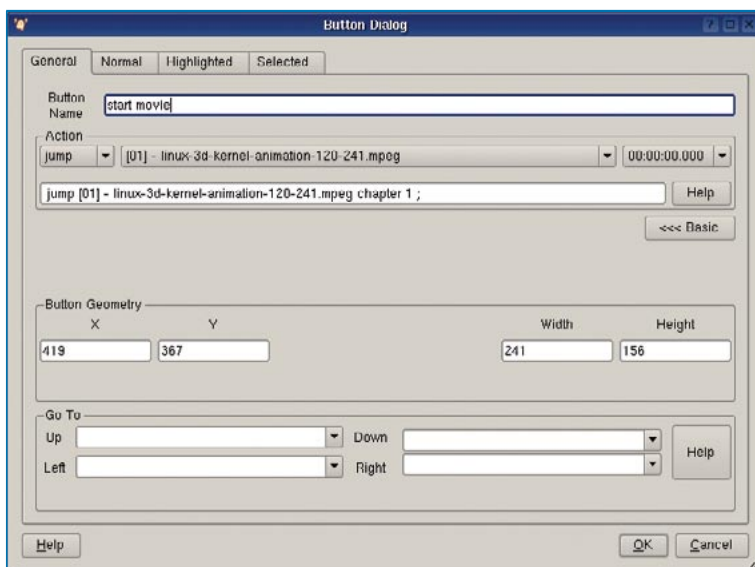 Button Dialog
General Normal Highlighted Selected
Button Name start movie
Action
jump [01] - linux-3d-kernel-animation-120-241.mpeg 00:00:00.000
jump [01] - linux-3d-kernel-animation-120-241.mpeg chapter 1 ; Help
<<< Basic
Button Geometry
X Y Width Height
419 367 241 156
Go To
Up Down
Help
Left Right
Help OK Cancel